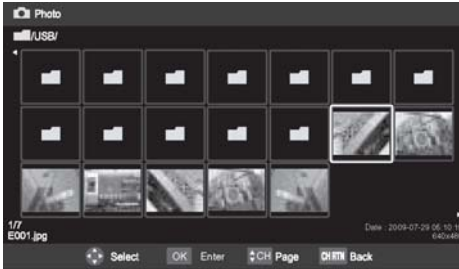 Photo
/USB/
1/7
E001.jpg
Date : 2009-07-29 05:10:1
640x48
Select OK Enter CH Page CH RTN Back